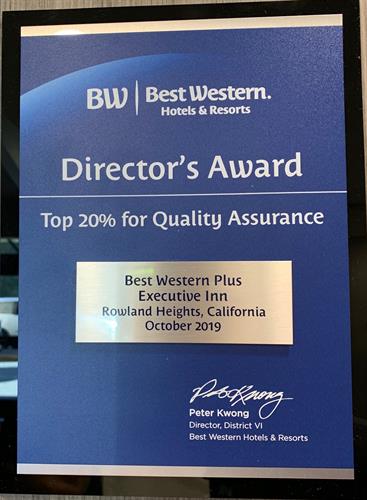 BW | Best Western.
Hotels & Resorts
Director's Award
Top 20% for Quality Assurance
Best Western Plus
Executive Inn
Rowland Heights, California
October 2019
Peter Kwong
Director, District VI
Best Western Hotels & Resorts